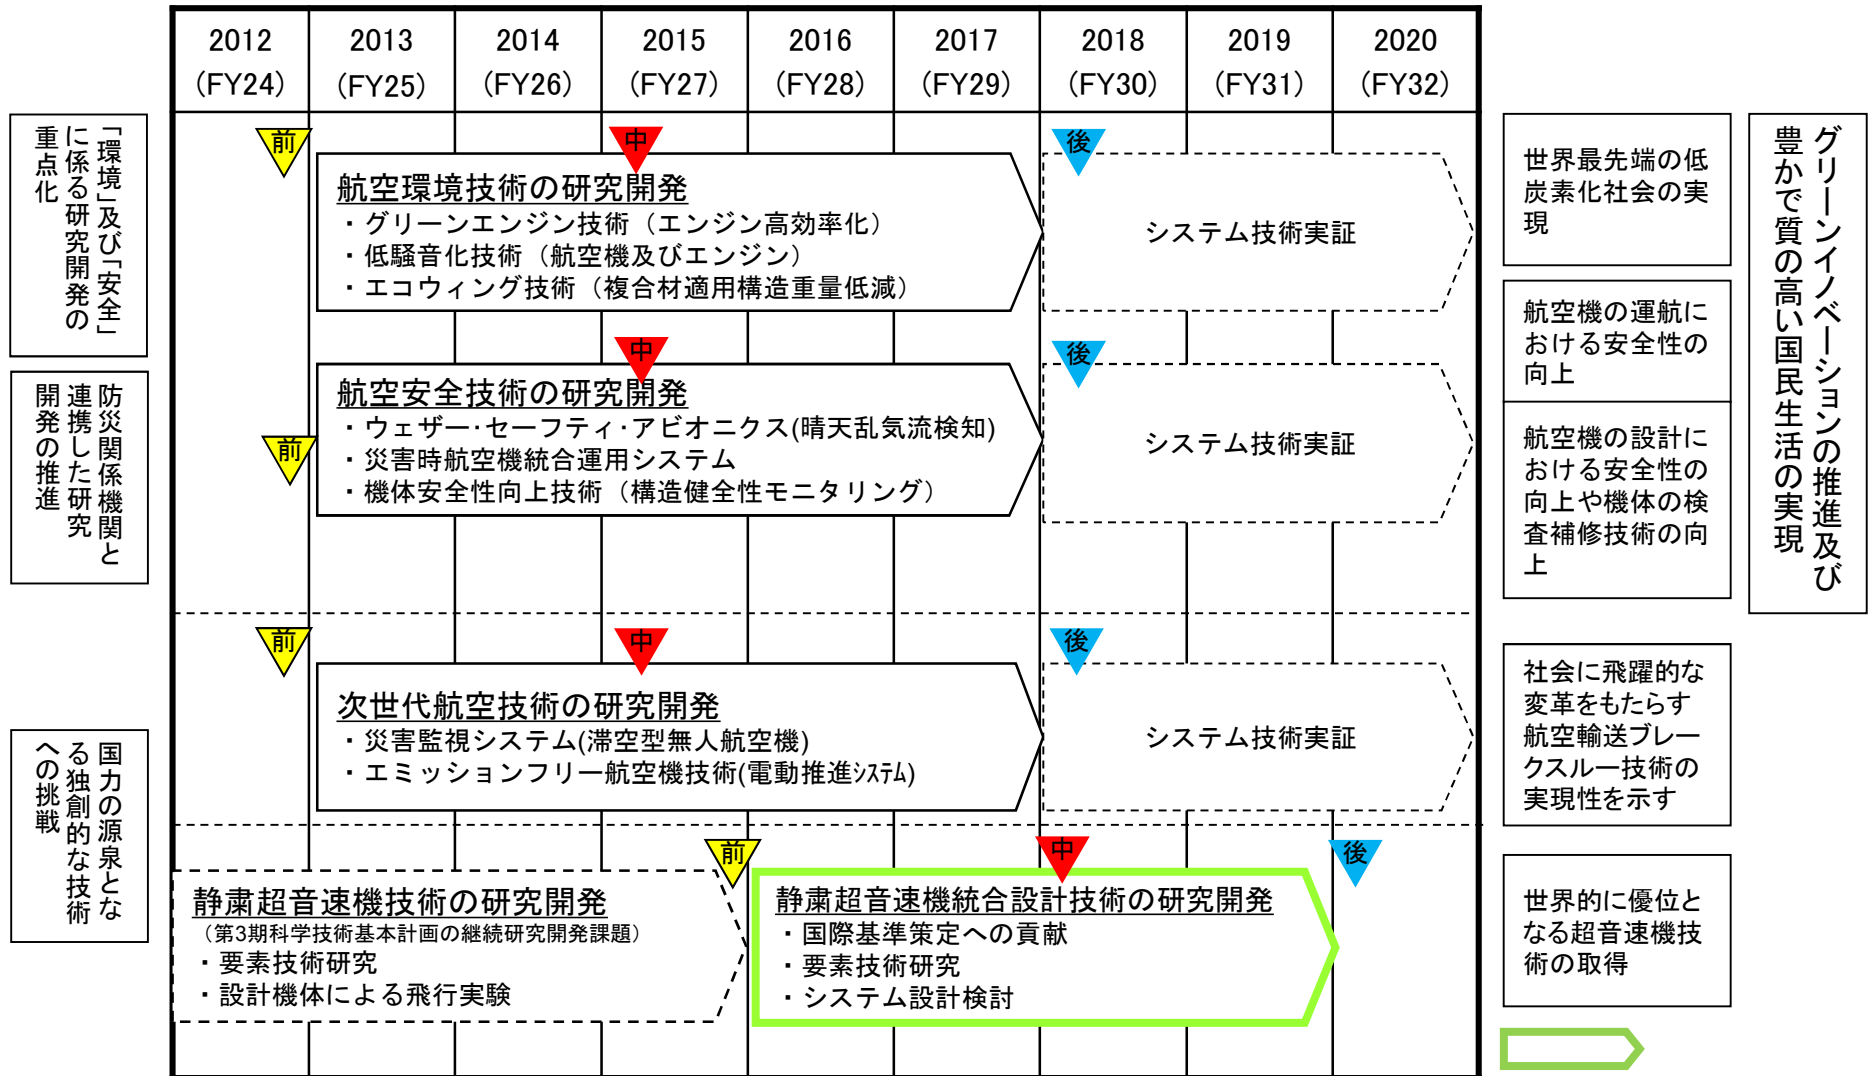 2012
2013
2014
2015
2016
2017
2018
2019
2020
（FY24）
（FY25）
（FY26）
（FY27）
（FY28）
（FY29）
（FY30）
（FY31）
（FY32）
「環境」及び「安全」
に係る研究開発の
重点化
防災関係機関と
連携した研究
開発の推進
国力の源泉とな
る独創的な技術
への挑戦
前
中
後
航空環境技術の研究開発
・グリーンエンジン技術（エンジン高効率化）
・低騒音化技術（航空機及びエンジン）
・エコウィング技術（複合材適用構造重量低減）
システム技術実証
中
後
前
航空安全技術の研究開発
・ウェザー・セーフティ・アビオニクス(晴天乱気流検知)
・災害時航空機統合運用システム
・機体安全性向上技術（構造健全性モニタリング）
システム技術実証
前
中
後
次世代航空技術の研究開発
・災害監視システム(滞空型無人航空機)
・エミッションフリー航空機技術(電動推進ｼｽﾃﾑ)
システム技術実証
前
中
後
静粛超音速機技術の研究開発
（第3期科学技術基本計画の継続研究開発課題）
・要素技術研究
・設計機体による飛行実験
静粛超音速機統合設計技術の研究開発
・国際基準策定への貢献
・要素技術研究
・システム設計検討
世界最先端の低
炭素化社会の実
現
航空機の運航に
おける安全性の
向上
航空機の設計に
おける安全性の
向上や機体の検
査補修技術の向
上
社会に飛躍的な
変革をもたらす
航空輸送ブレー
クスルー技術の
実現性を示す
世界的に優位と
なる超音速機技
術の取得
グリーンイノベーションの推進及び
豊かで質の高い国民生活の実現